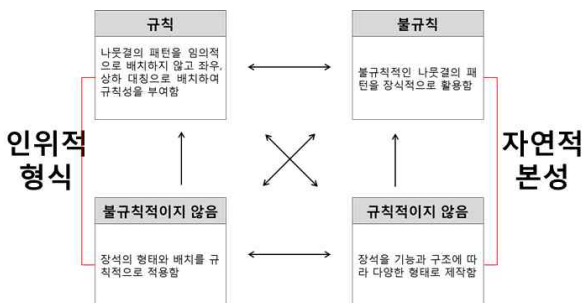 규칙
나뭇결의 패턴을 임의적
으로 배치하지 않고 좌우,
상하 대칭으로 배치하여
규칙성을 부여함
불규칙
불규칙적인 나뭇결의 패
턴을 장식적으로 활용함
인위적
형식
자연적
본성
불규칙적이지 않음
장석의 형태와 배치를 규
칙적으로 적용함
규칙적이지 않음
장석을 기능과 구조에 따
라 다양한 형태로 제작함